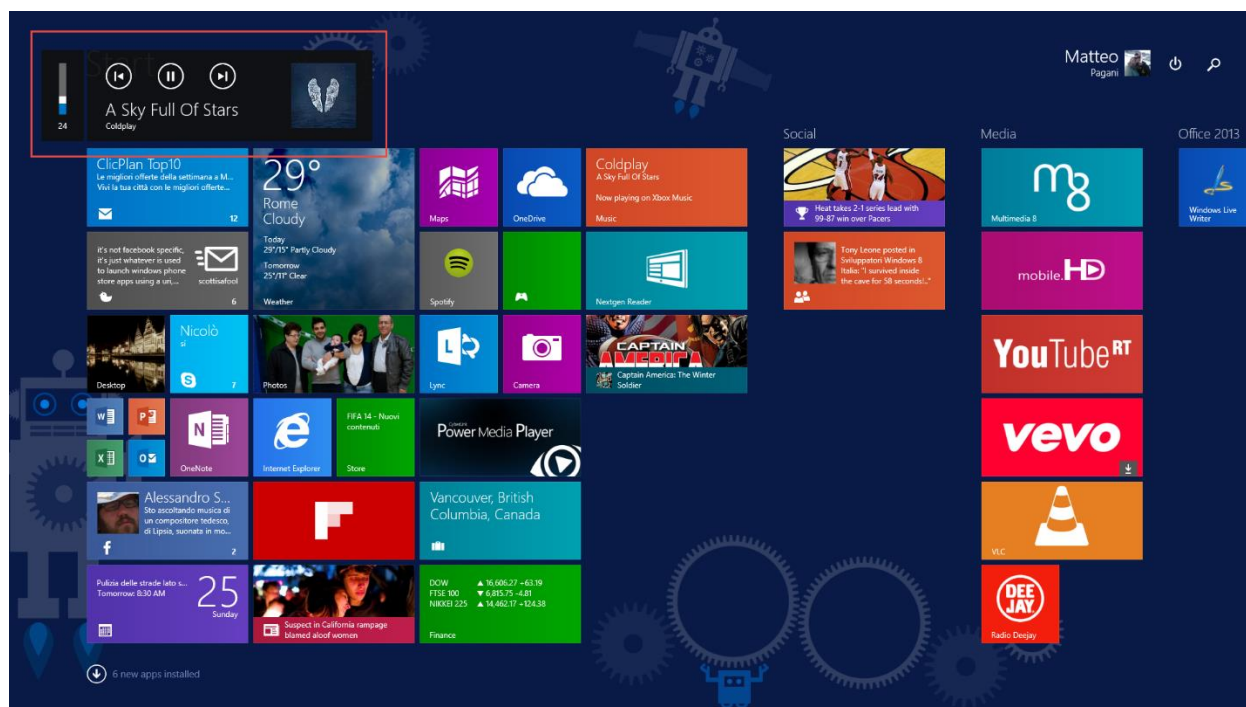 Start
24
A Sky Full Of Stars
Coldplay
Matteo
Pagani
Social
Media
Office 2013
ClicPlan Top10
Le migliori offerte della settimana a M...
Vivi la tua città con le migliori offerte...
12
29°
Rome
Cloudy
Today
29°/15° Partly Cloudy
Tomorrow
25°/11° Clear
Weather
Maps
OneDrive
Coldplay
A Sky Full Of Stars
Now playing on Xbox Music
Music
Heat takes 2-1 series lead with
99-87 win over Pacers
m8
Multimedia 8
Windows Live
Writer
it's not facebook specific,
it's just whatever is used
to launch windows phone
store apps using a uri,...
scottisafool
6
Spotify
Nextgen Reader
Tony Leone posted in
Sviluppatori Windows 8
Italia: "I survived inside
the cave for 58 seconds!.."
mobile.HD
Desktop
Nicolò
si
7
Photos
Lync
Camera
CAPTAIN
AMERICA
Captain America: The Winter
Soldier
YouTube RT
OneNote
Internet Explorer
FIFA 14 - Nuovi
contenuti
Store
CyberLink
Power Media Player
vevo
Alessandro S...
Sto ascoltando musica di
un compositore tedesco,
di Lipsia, suonata in mo...
2
Vancouver, British
Columbia, Canada
VLC
Pulizia delle strade lato s...
Tomorrow: 8:30 AM
25
Sunday
Suspect in California rampage
blamed aloof women
DOW ▲ 16,606.27 +63.19
FTSE 100 ▼ 6,815.75 -4.81
NIKKEI 225 ▲ 14,462.17 +124.38
Finance
DEE
JAY
Radio Deejay
6 new apps installed